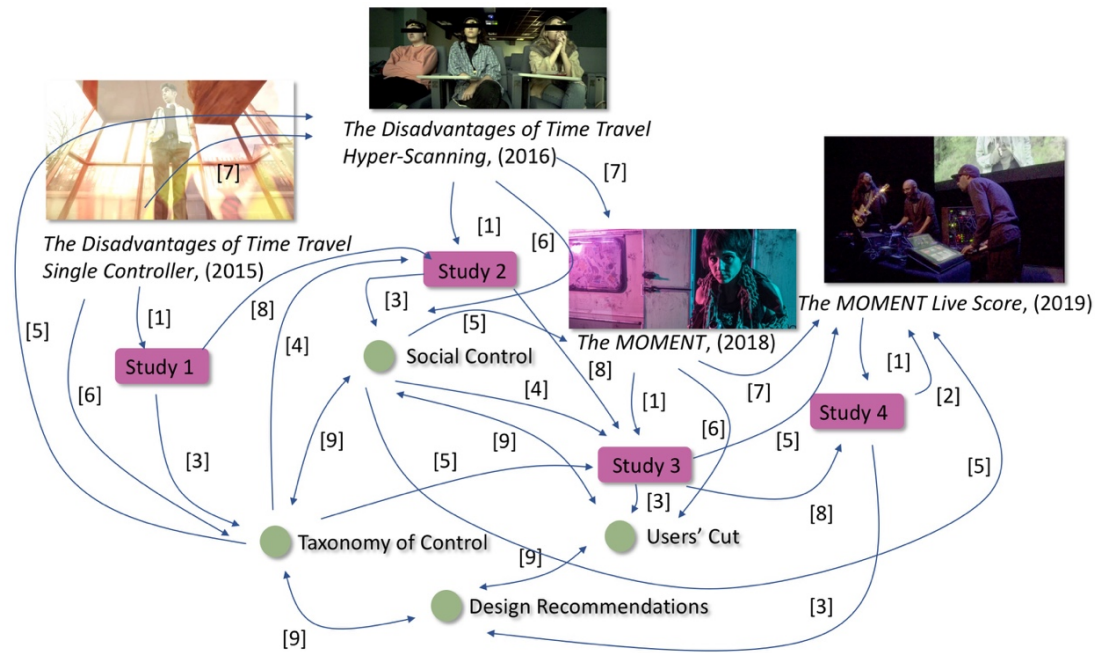 The Disadvantages of Time Travel
Hyper-Scanning, (2016)
[7]
[7]
The Disadvantages of Time Travel
Single Controller, (2015)
[1]
[6]
Study 2
The MOMENT Live Score, (2019)
[5]
[1]
[8]
[3]
[5]
The MOMENT, (2018)
Study 1
[4]
Social Control
[8]
[1]
[2]
[6]
[4]
[1]
[7]
Study 4
[9]
[9]
[6]
[5]
[3]
[5]
Study 3
[5]
[3]
[8]
Taxonomy of Control
Users' Cut
[9]
Design Recommendations
[3]
[9]